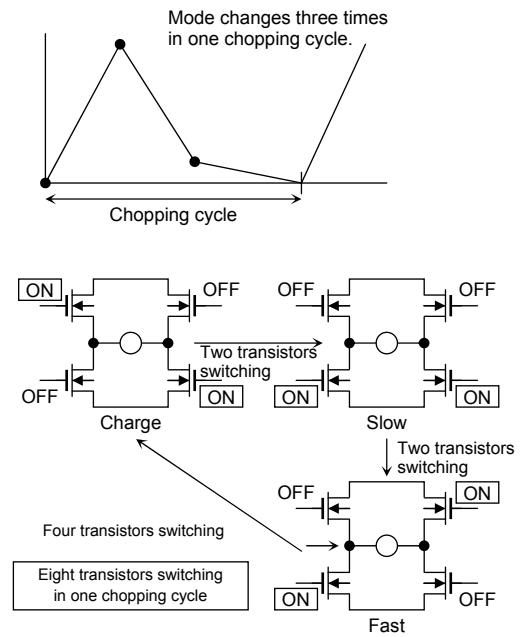 Mode changes three times
in one chopping cycle.
Chopping cycle
ON
OFF
OFF
ON
Charge
Two transistors
switching
OFF
OFF
ON
ON
Slow
Two transistors
switching
OFF
ON
ON
OFF
Fast
Four transistors switching
Eight transistors switching
in one chopping cycle